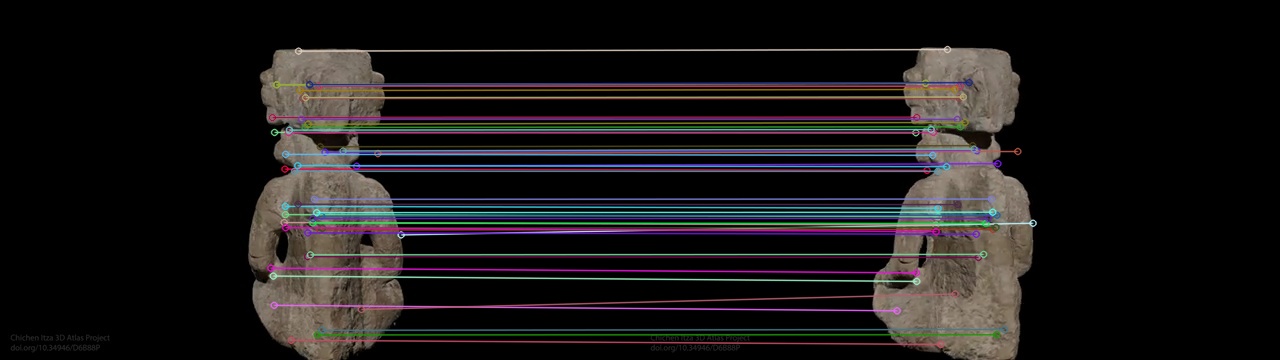 Chichen Itza 3D Atlas Project
doi.org/10.34946/D6B88P
Chichen Itza 3D Atlas Project
doi.org/10.34946/D6B88P